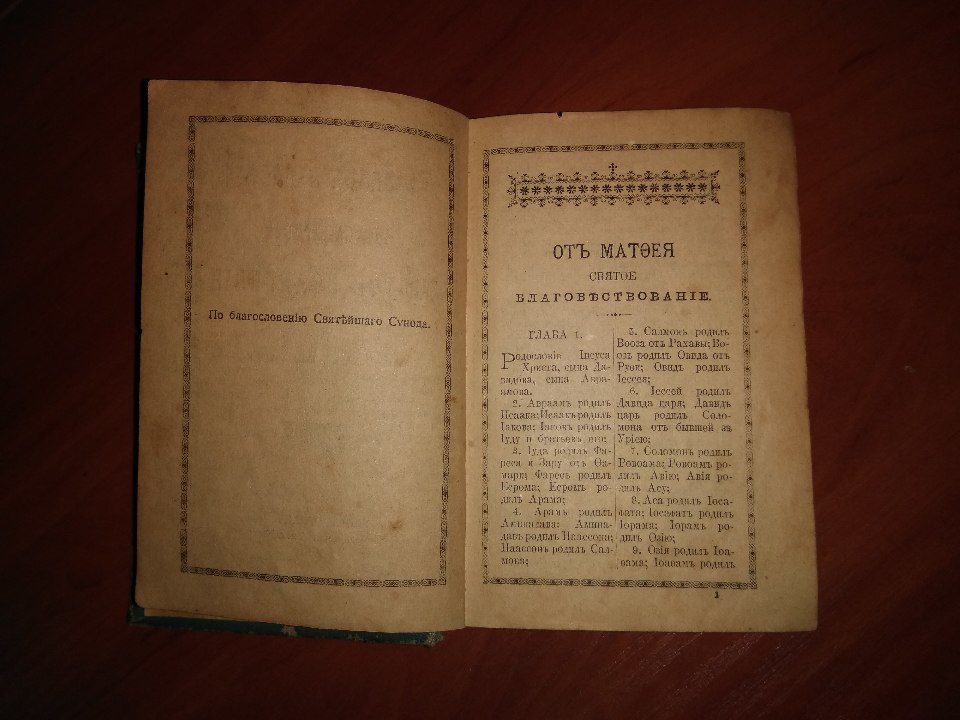 По благословенію Святѣйшаго Сѵнода.
ОТЪ МАТѲЕЯ
СВЯТОЕ
БЛАГОВѢСТВОВАНІЕ.
ГЛАВА 1.
Родословіе Іисуса
Христа, сына Да-
видова, сына Авра-
амова.
2. Авраамъ родилъ
Исаака; Исаакъ родилъ
Іакова; Іаковъ родилъ
Іуду и братьевъ его;
3. Іуда родилъ Фа-
реса и Зару отъ Ѳа-
мари; Фаресъ родилъ
Есрома; Есромъ ро-
дилъ Арама;
4. Арамъ родилъ
Аминадава; Амина-
давъ родилъ Наассона;
Наассонъ родилъ Сал-
мона;
5. Салмонъ родилъ
Вооза отъ Рахавы; Во-
озъ родилъ Овида отъ
Руѳи; Овидъ родилъ
Іессея;
6. Іессей родилъ
Давида царя; Давидъ
царь родилъ Соло-
мона отъ бывшей за
Уріею;
7. Соломонъ родилъ
Ровоама; Ровоамъ ро-
дилъ Авію; Авія ро-
дилъ Асу;
8. Аса родилъ Іоса-
фата; Іосафатъ родилъ
Іорама; Іорамъ ро-
дилъ Озію;
9. Озія родилъ Іоа-
ѳама; Іоаѳамъ родилъ
1